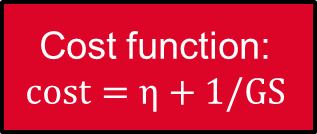 Cost function:
cost = η + 1/GS